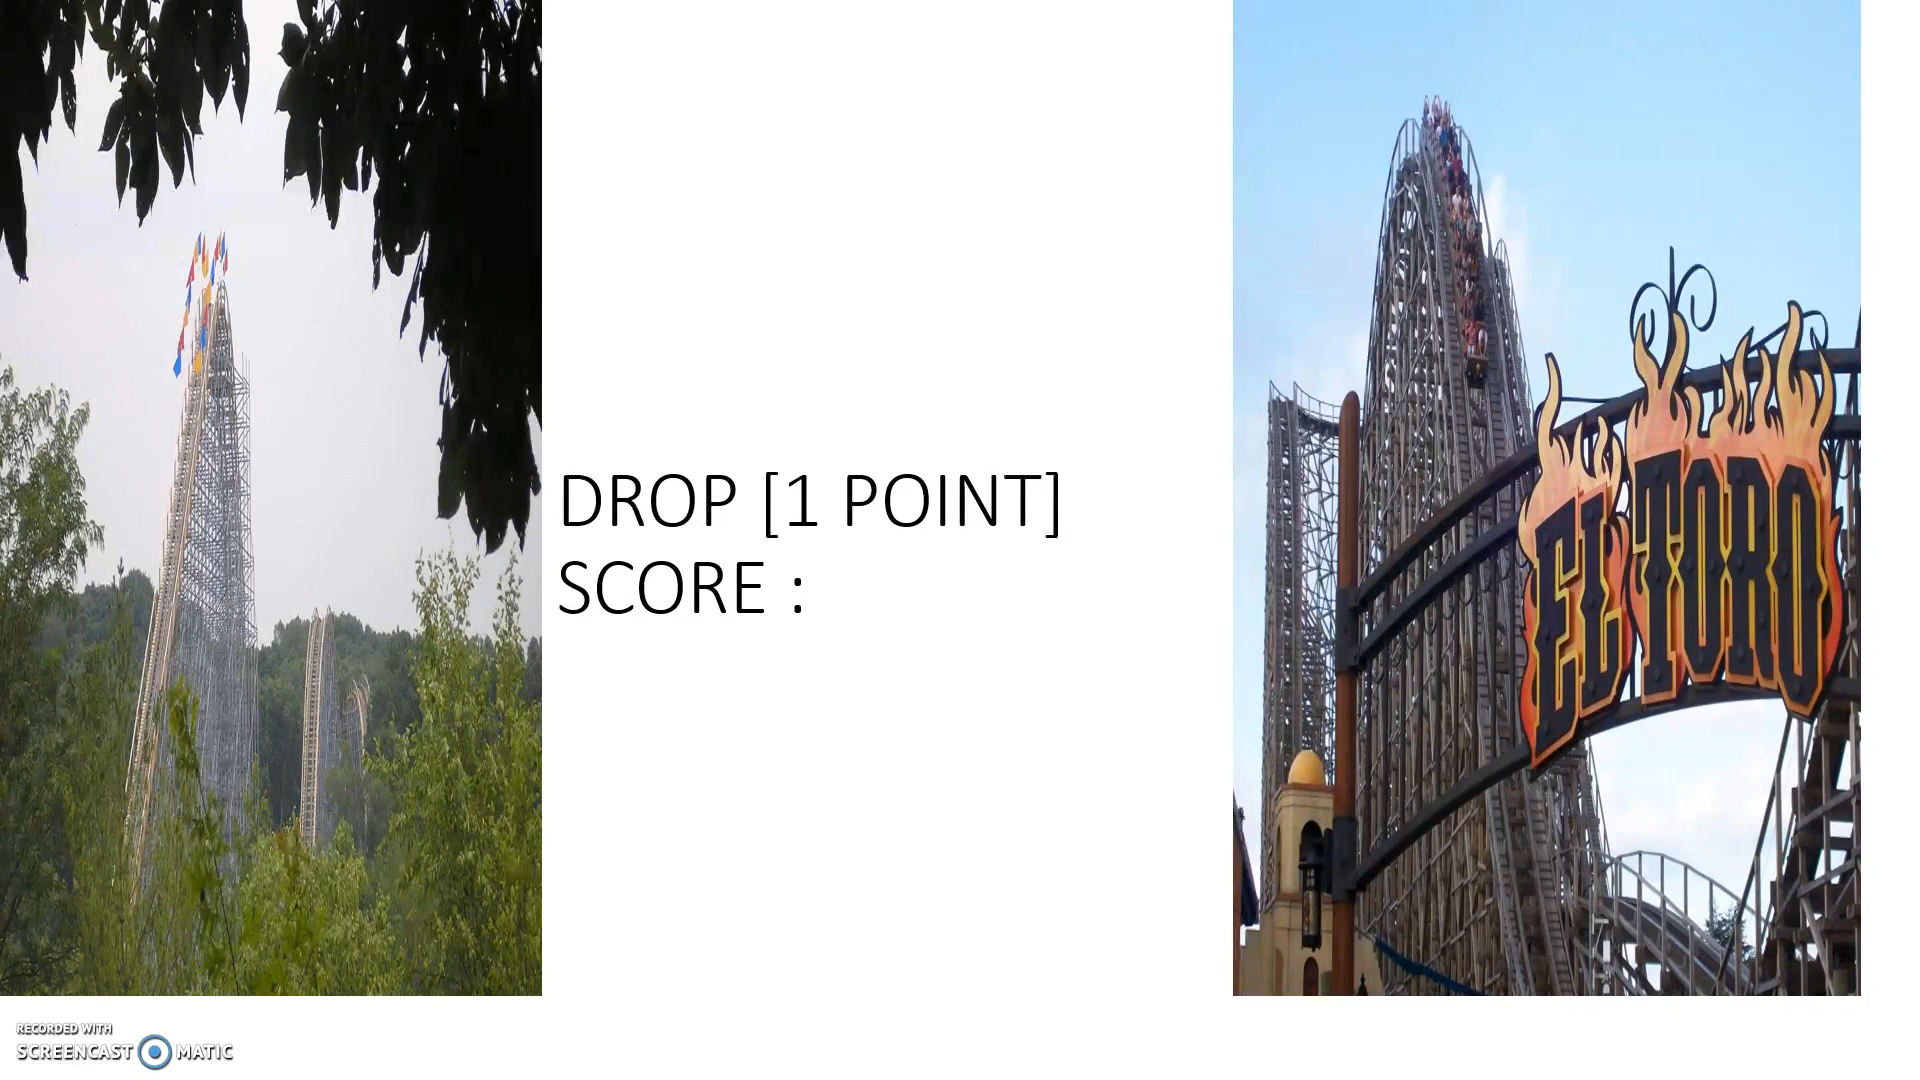 DROP [1 POINT]
SCORE :
EL TORO
RECORDED WITH
SCREENCAST MATIC